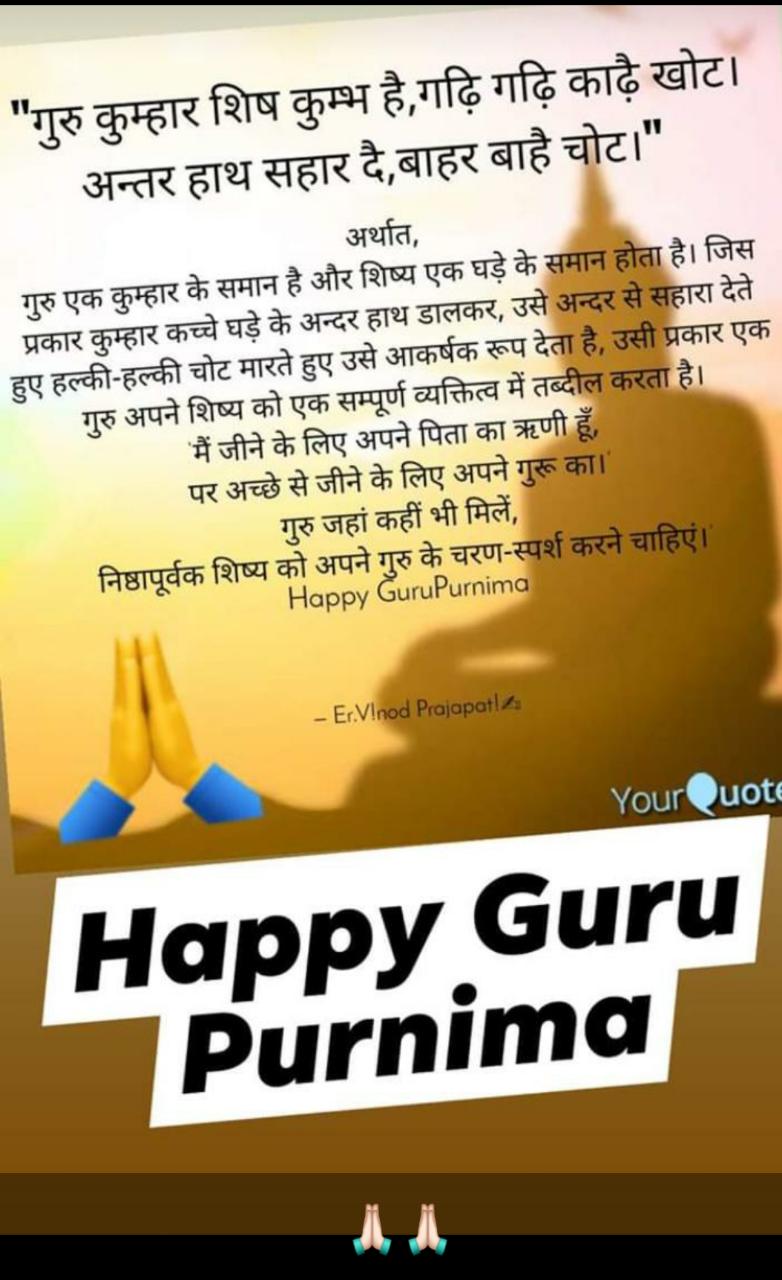 "गुरु कुम्हार शिष कुम्भ है,गढ़ि गढ़ि काढ़ै खोट।
अन्तर हाथ सहार दै,बाहर बाहै चोट।"
अर्थात,
गुरु एक कुम्हार के समान है और शिष्य एक घड़े के समान होता है। जिस
प्रकार कुम्हार कच्चे घड़े के अन्दर हाथ डालकर, उसे अन्दर से सहारा देते
हुए हल्की-हल्की चोट मारते हुए उसे आकर्षक रूप देता है, उसी प्रकार एक
गुरु अपने शिष्य को एक सम्पूर्ण व्यक्तित्व में तब्दील करता है।
'मैं जीने के लिए अपने पिता का ऋणी हूँ,
पर अच्छे से जीने के लिए अपने गुरू का।'
गुरु जहां कहीं भी मिलें,
निष्ठापूर्वक शिष्य को अपने गुरु के चरण-स्पर्श करने चाहिएं।'
Happy GuruPurnima
– Er.V!nod Prajapat!✍
YourQuote
Happy Guru
Purnima
🙏🏻 🙏🏻